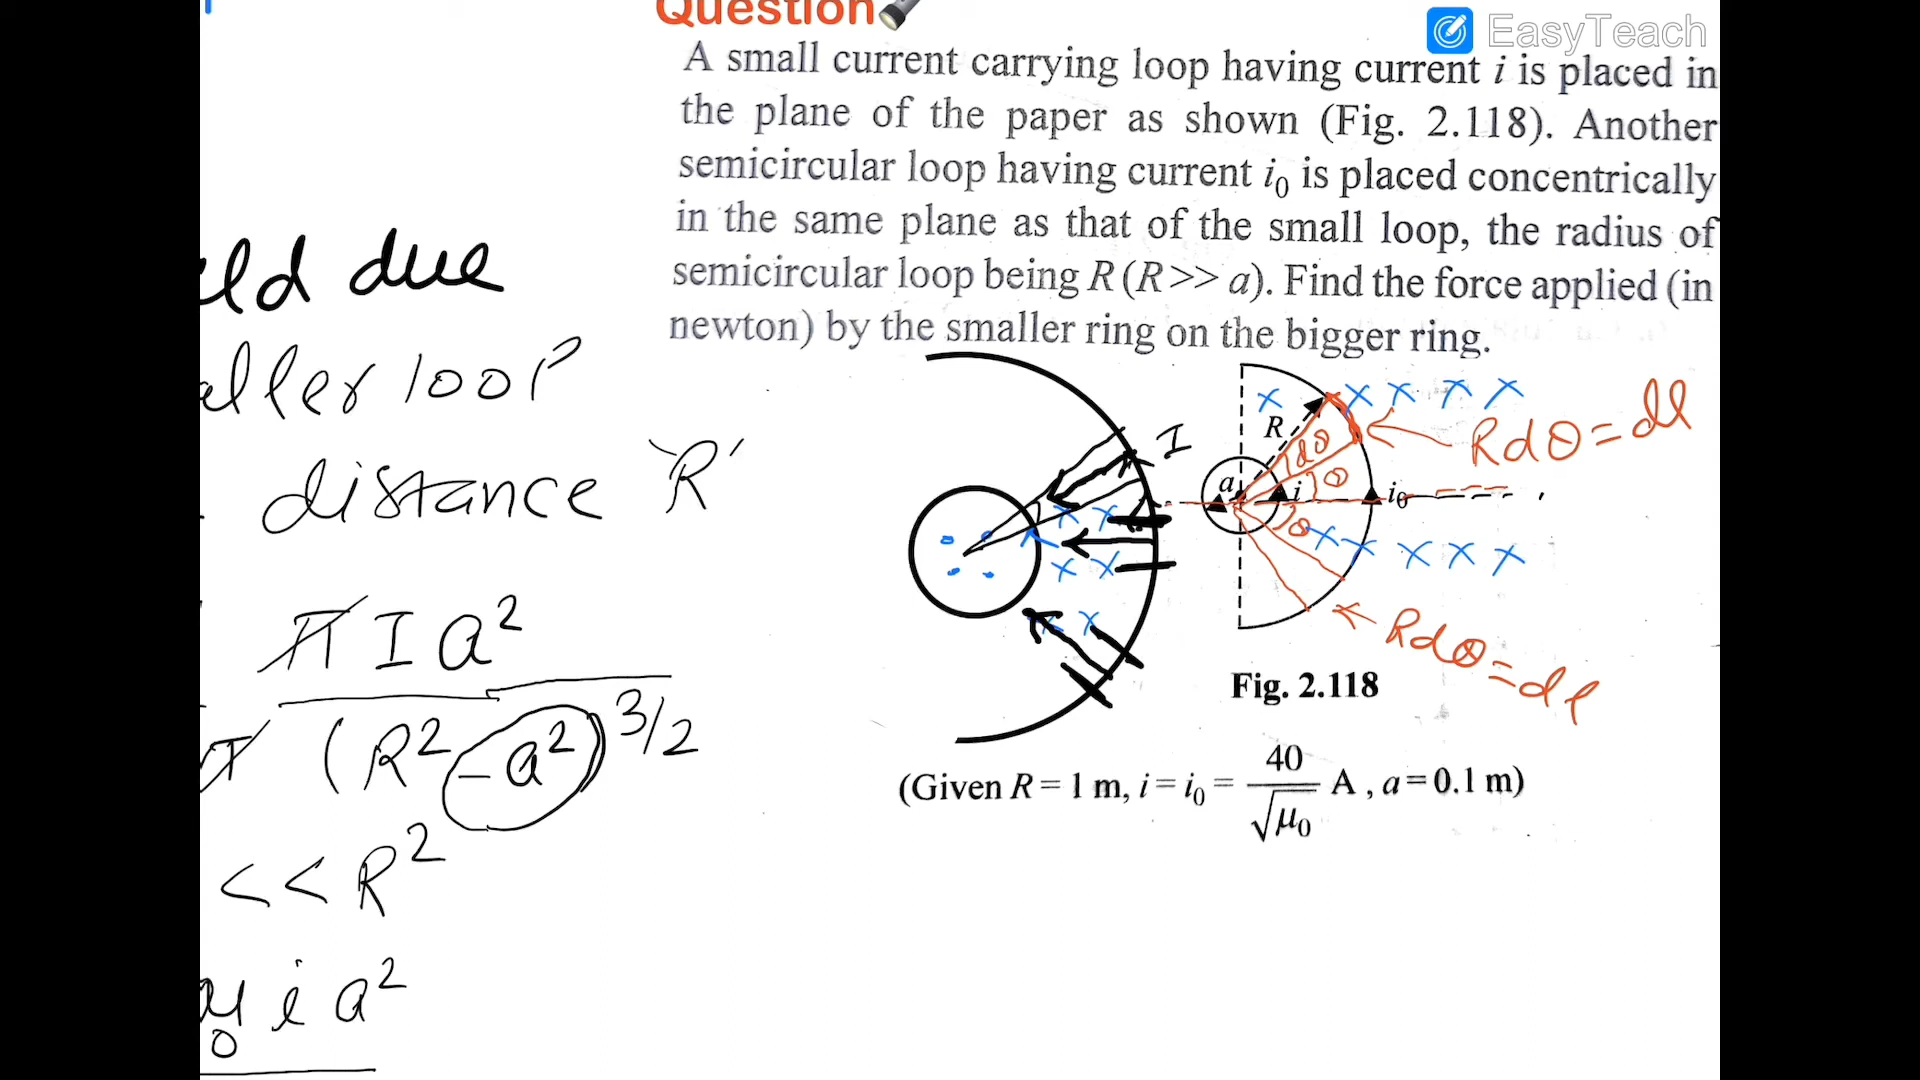 Question
EasyTeach
A small current carrying loop having current i is placed in
the plane of the paper as shown (Fig. 2.118). Another
semicircular loop having current i₀ is placed concentrically
in the same plane as that of the small loop, the radius of
semicircular loop being R (R >> a). Find the force applied (in
newton) by the smaller ring on the bigger ring.
eld due
aller loop
distance 'R'
π I a²
(R² - a²)^3/2
<< R²
μ₀ i a²
I
R
dθ
θ
a
i
i₀
θ
Rdθ = dl
Rdθ = dl
Fig. 2.118
(Given R = 1 m, i = i₀ = 40/√μ₀ A, a = 0.1 m)